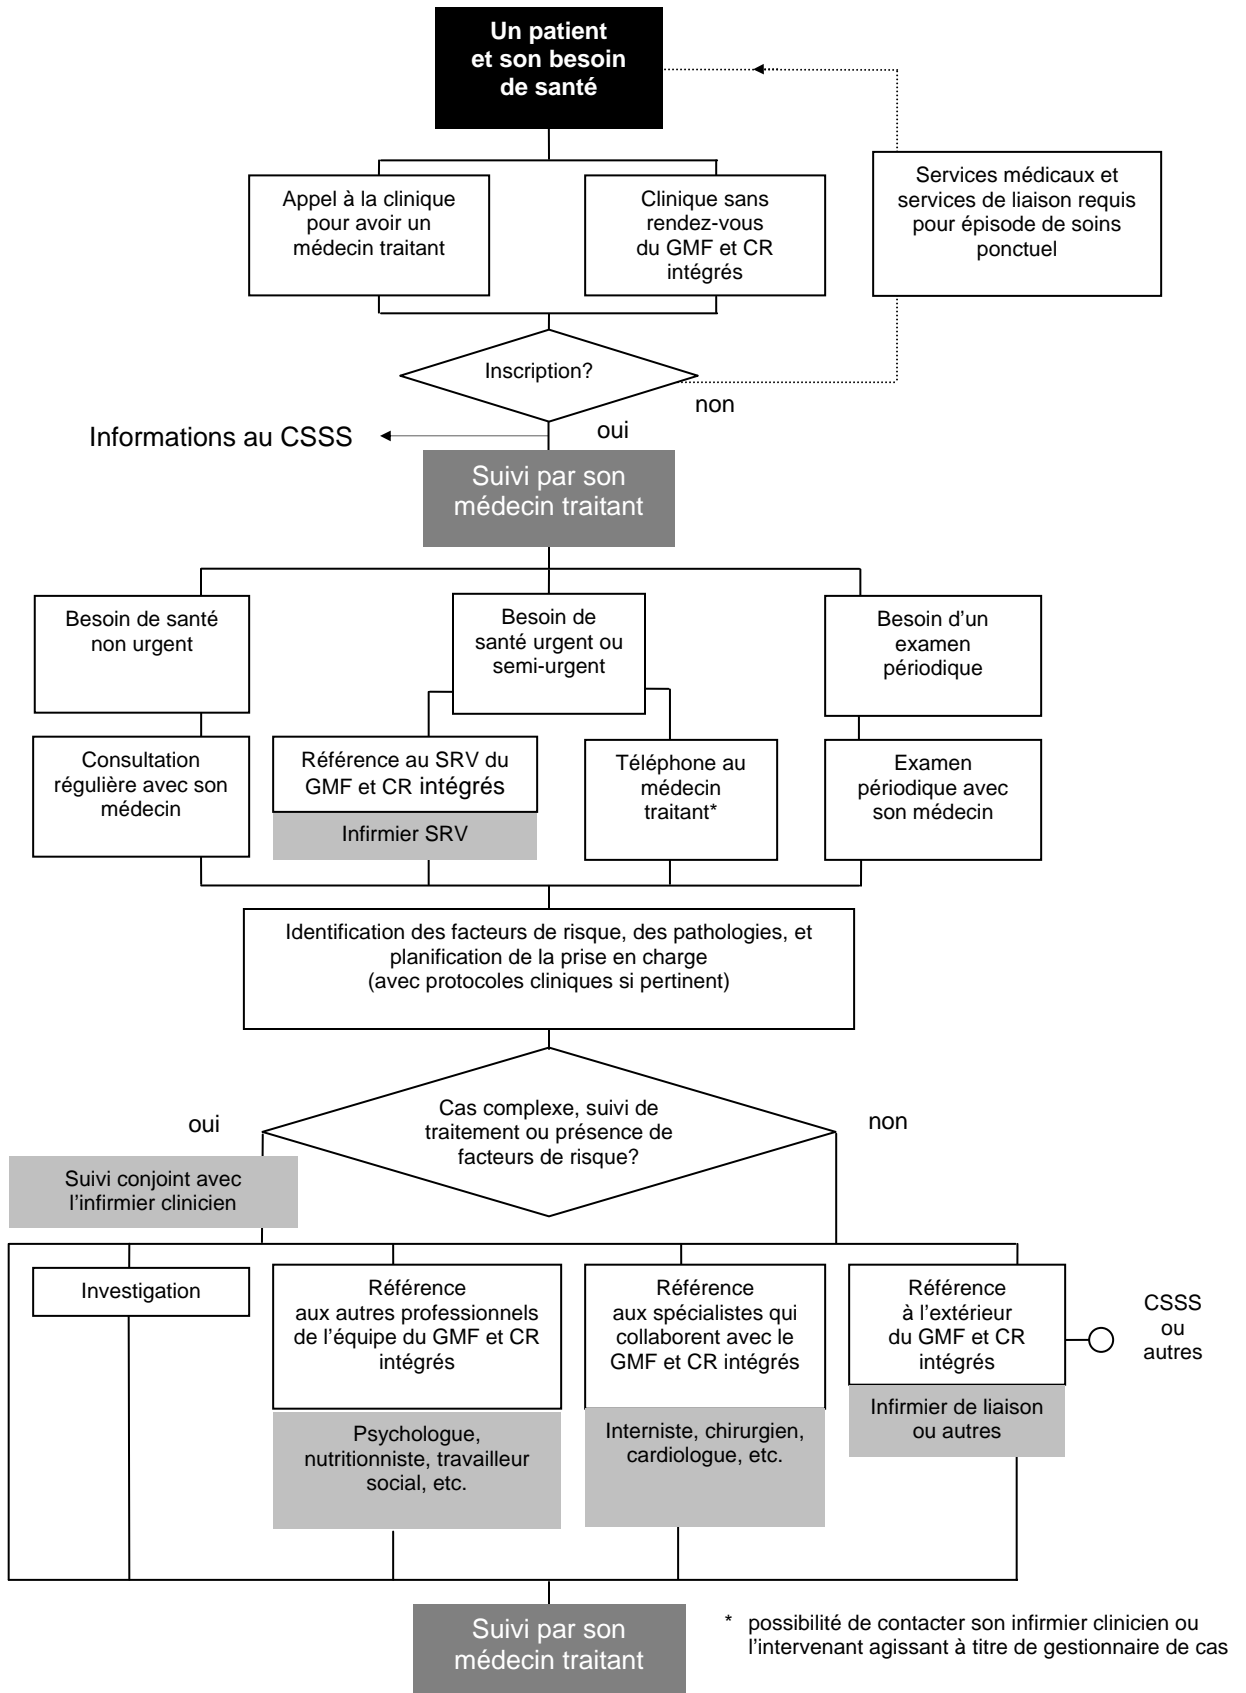 Un patient
et son besoin
de santé
Appel à la clinique
pour avoir un
médecin traitant
Clinique sans
rendez-vous
du GMF et CR
intégrés
Services médicaux et
services de liaison requis
pour épisode de soins
ponctuel
Inscription?
non
oui
Informations au CSSS
Suivi par son
médecin traitant
Besoin de santé
non urgent
Besoin de
santé urgent ou
semi-urgent
Besoin d'un
examen
périodique
Consultation
régulière avec son
médecin
Référence au SRV du
GMF et CR intégrés
Infirmier SRV
Téléphone au
médecin
traitant*
Examen
périodique avec
son médecin
Identification des facteurs de risque, des pathologies, et
planification de la prise en charge
(avec protocoles cliniques si pertinent)
Cas complexe, suivi de
traitement ou présence de
facteurs de risque?
oui
non
Suivi conjoint avec
l'infirmier clinicien
Investigation
Référence
aux autres professionnels
de l'équipe du GMF et CR
intégrés
Psychologue,
nutritionniste, travailleur
social, etc.
Référence
aux spécialistes qui
collaborent avec le
GMF et CR intégrés
Interniste, chirurgien,
cardiologue, etc.
Référence
à l'extérieur
du GMF et CR
intégrés
Infirmier de liaison
ou autres
CSSS
ou
autres
Suivi par son
médecin traitant
* possibilité de contacter son infirmier clinicien ou
l'intervenant agissant à titre de gestionnaire de cas